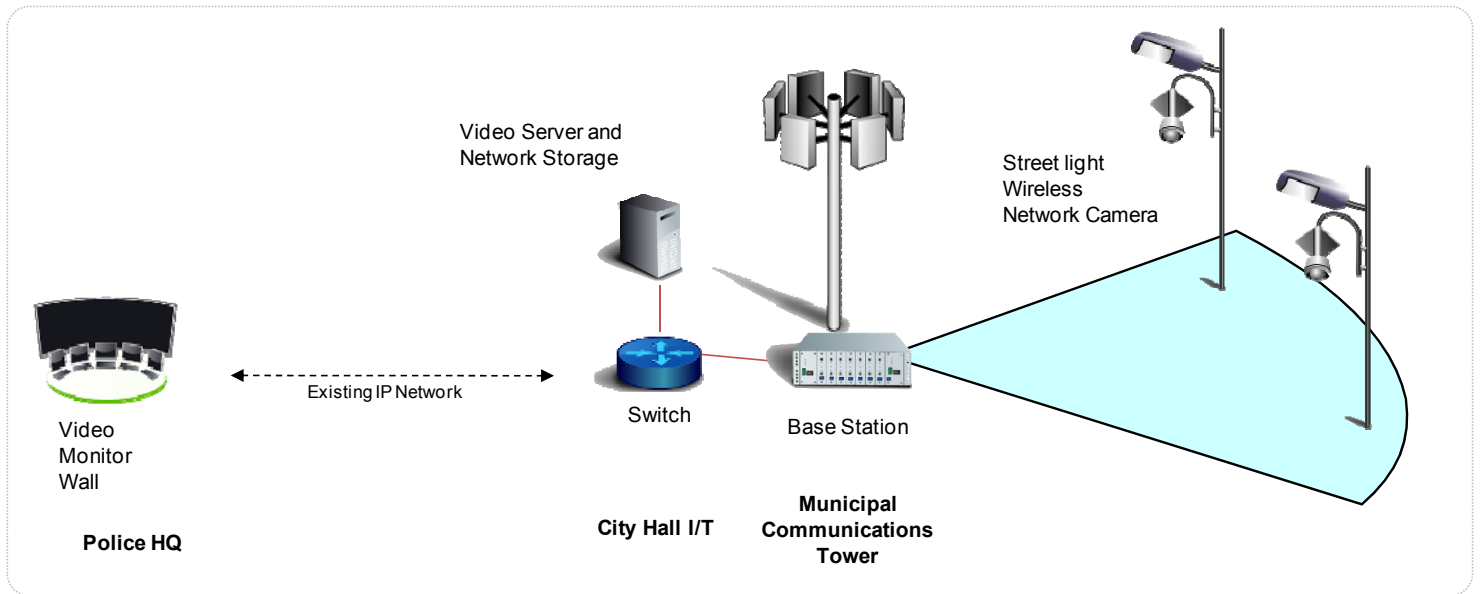 Video Server and
Network Storage
Street light
Wireless
Network Camera
Existing IP Network
Switch
Base Station
Video
Monitor
Wall
Police HQ
City Hall I/T
Municipal
Communications
Tower